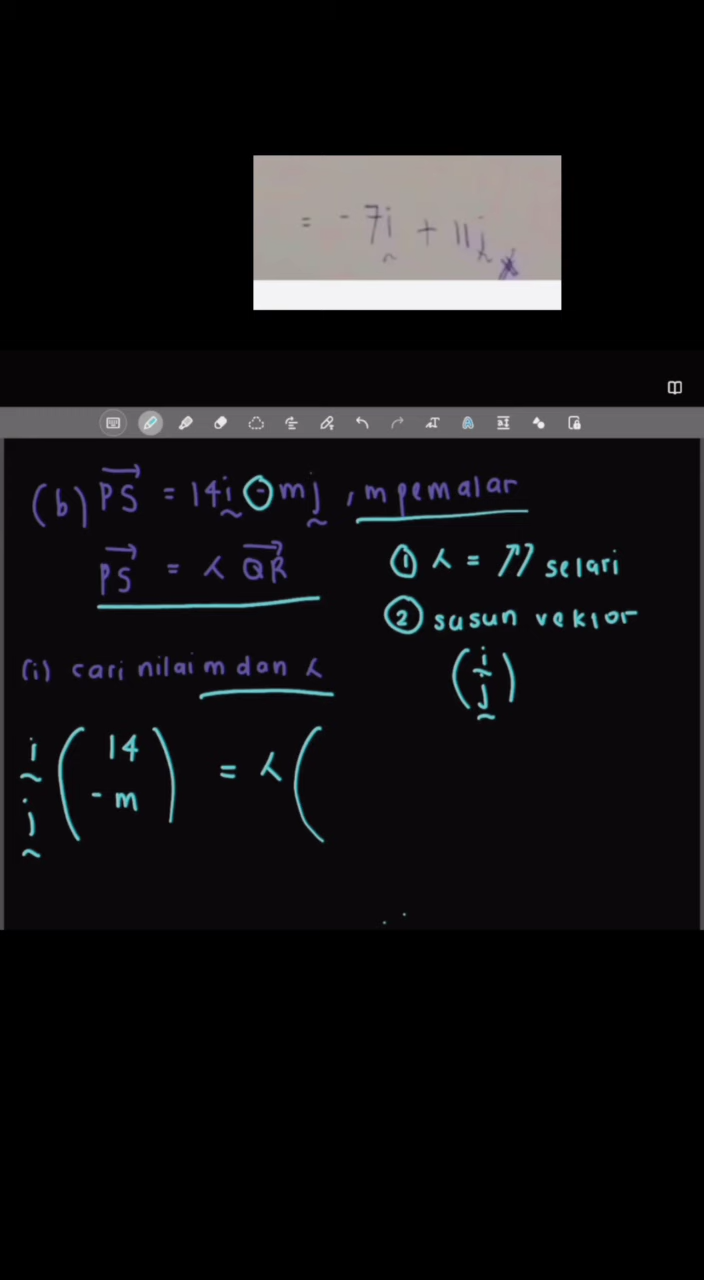 = -7i + 11j
(b) PS = 14i - mj , m pemalar
PS = λ QR
① λ = // selari
② susun vektor
(i) cari nilai m dan λ
( i
j )
i ( 14
j - m ) = λ (